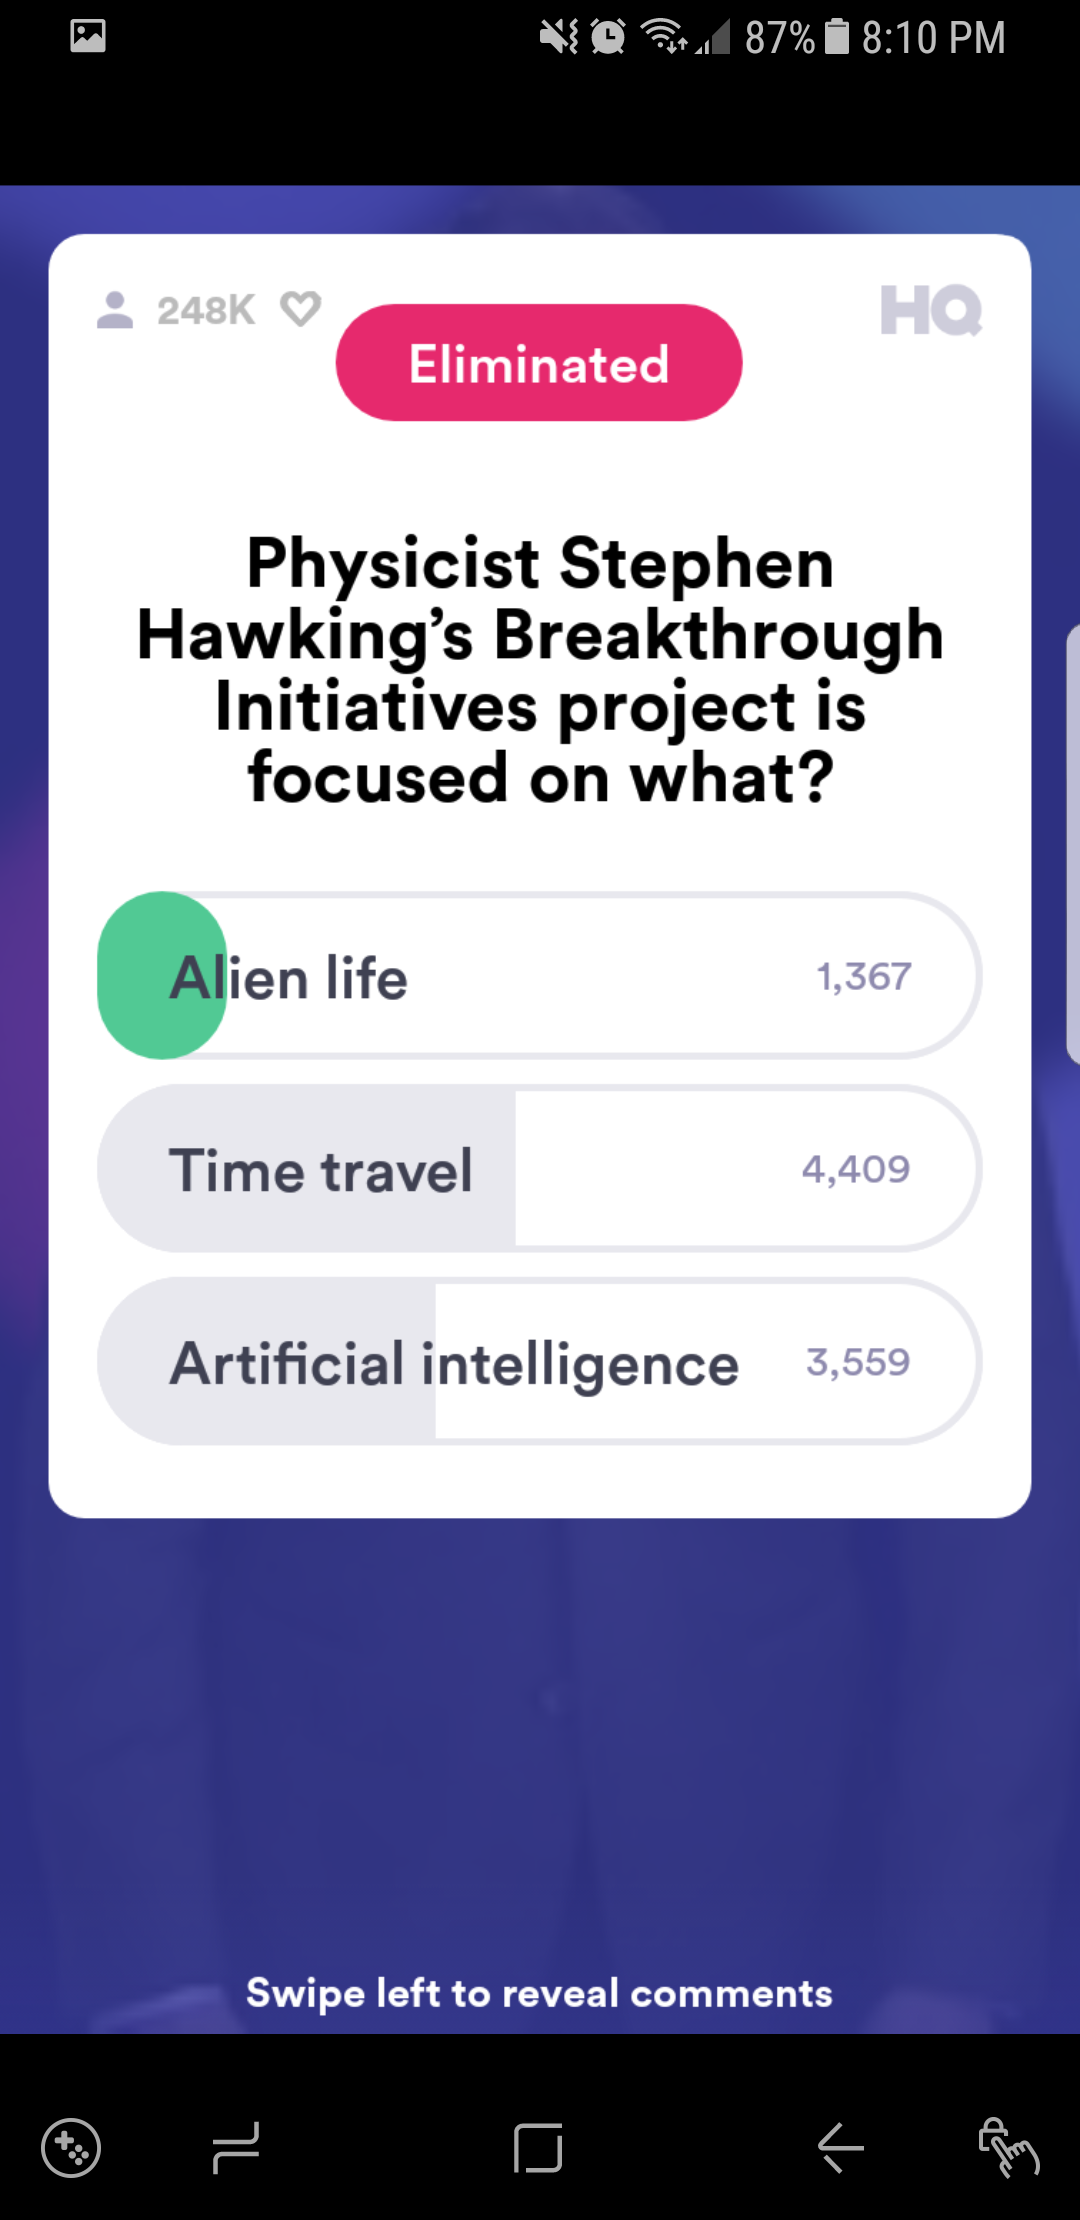 87% 8:10 PM
248K
HQ
Eliminated
Physicist Stephen
Hawking’s Breakthrough
Initiatives project is
focused on what?
Alien life 1,367
Time travel 4,409
Artificial intelligence 3,559
Swipe left to reveal comments